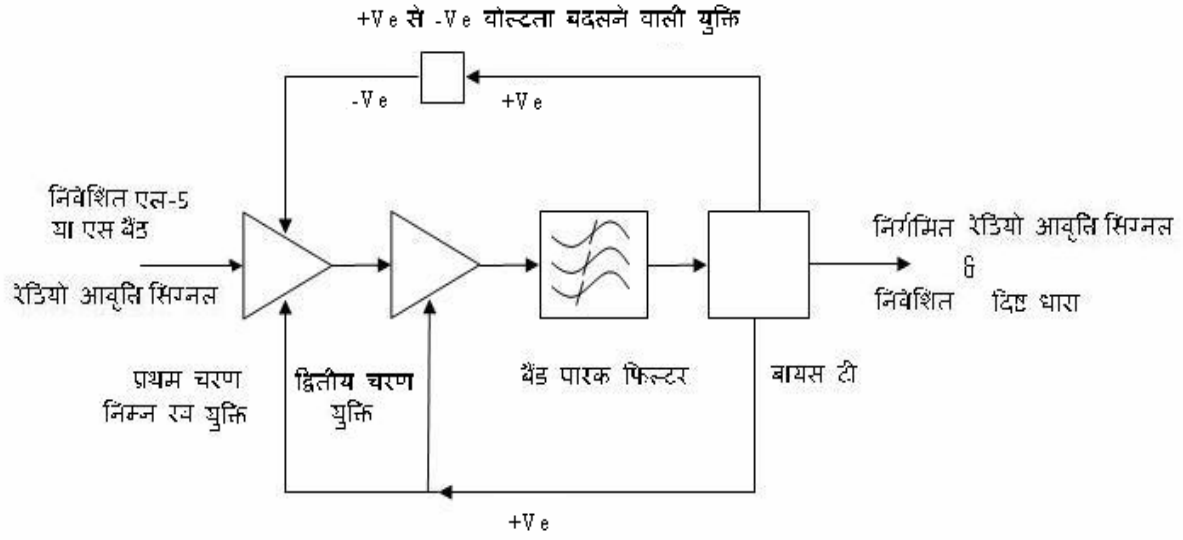 +Ve से -Ve वोल्टता बदलने वाली युक्ति
-Ve
+Ve
निवेशित एल-5
या एस बैंड
रेडियो आवृति सिग्नल
निर्गमित रेडियो आवृति सिग्नल
&
निवेशित दिष्ट धारा
प्रथम चरण
निम्न रव युक्ति
द्वितीय चरण
युक्ति
बैंड पारक फिल्टर
बायस टी
+Ve